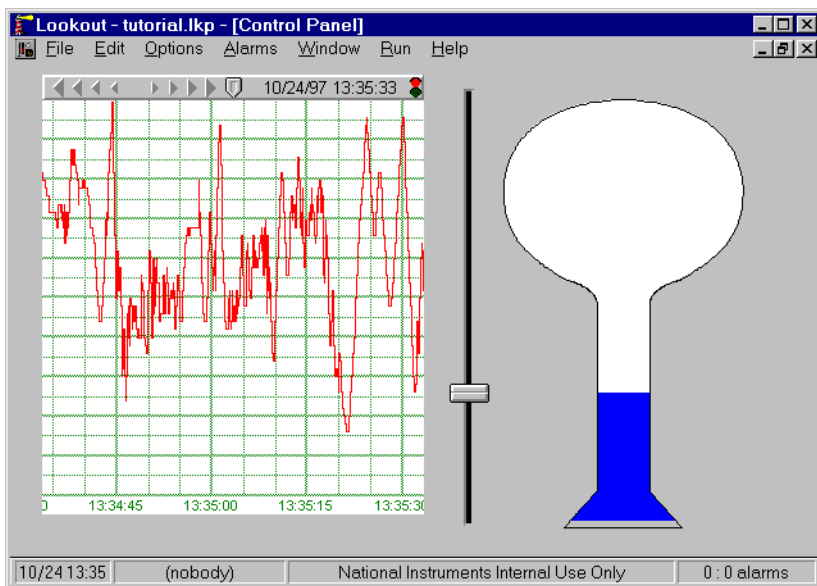 Lookout - tutorial.lkp - [Control Panel]
File Edit Options Alarms Window Run Help
10/24/97 13:35:33
0 13:34:45 13:35:00 13:35:15 13:35:30
10/24 13:35 (nobody) National Instruments Internal Use Only 0 : 0 alarms